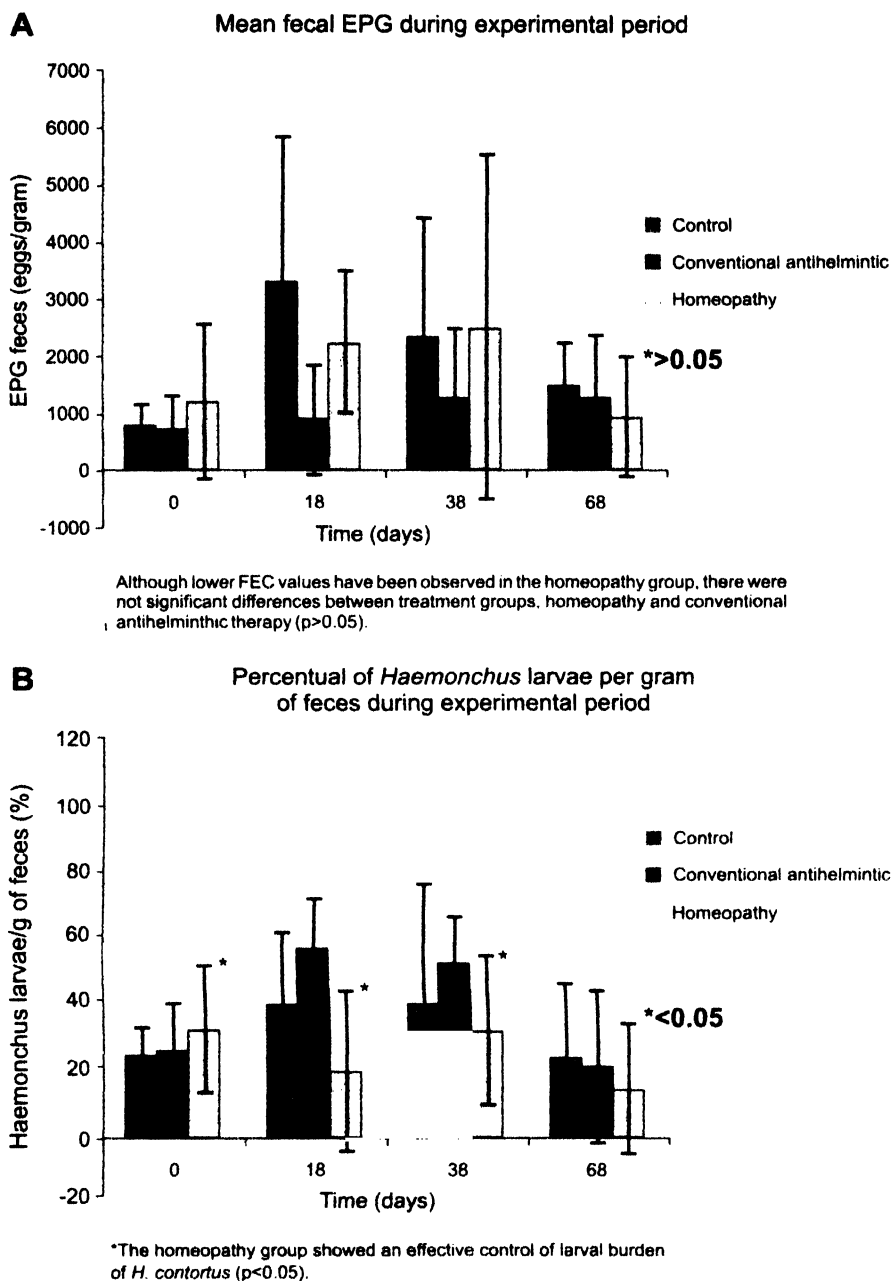 A
Mean fecal EPG during experimental period
7000
6000
5000
4000
3000
2000
1000
0
-1000
EPG feces (eggs/gram)
0
18
38
68
Time (days)
Control
Conventional antihelmintic
Homeopathy
*>0.05
Although lower FEC values have been observed in the homeopathy group, there were
not significant differences between treatment groups, homeopathy and conventional
antihelminthic therapy (p>0.05).
B
Percentual of Haemonchus larvae per gram
of feces during experimental period
120
100
80
60
40
20
0
-20
Haemonchus larvae/g of feces (%)
*
*
*
0
18
38
68
Time (days)
Control
Conventional antihelmintic
Homeopathy
*<0.05
*The homeopathy group showed an effective control of larval burden
of H. contortus (p<0.05).